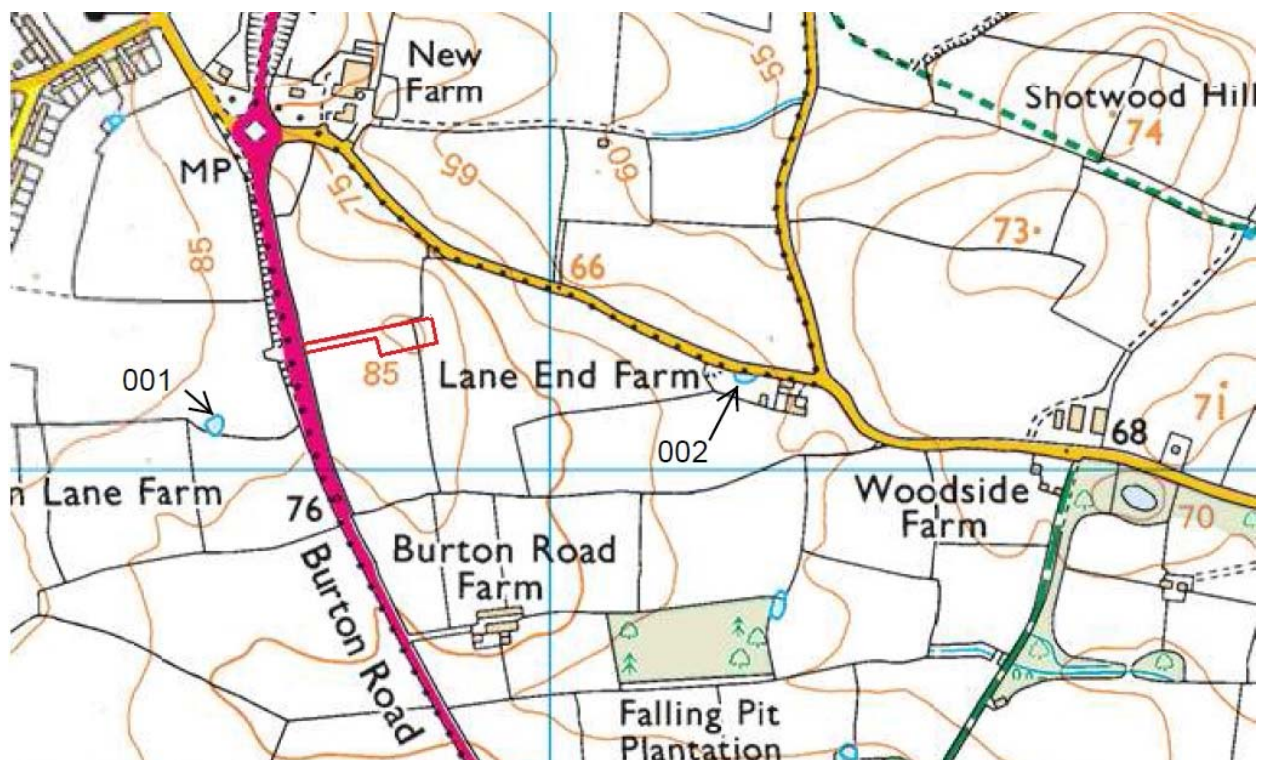 New
Farm
55
Shotwood Hill
74
MP
65
60
75
85
73
66
001
85
Lane End Farm
71
68
002
n Lane Farm
76
Woodside
Farm
70
Burton Road
Farm
Burton Road
Falling Pit
Plantation